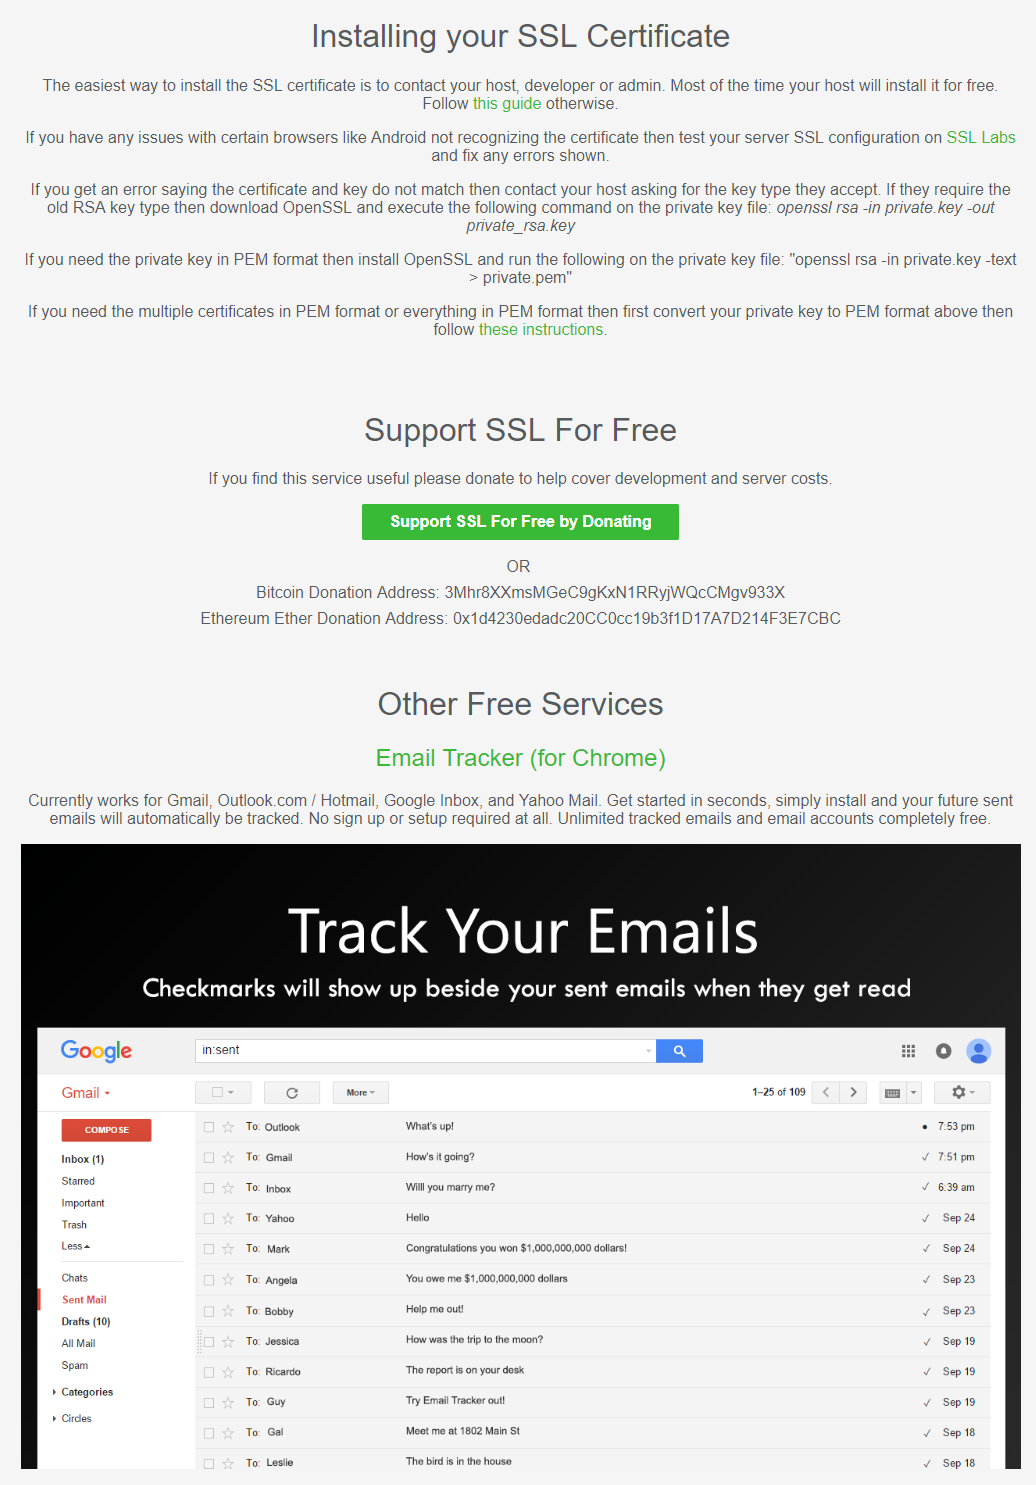 Installing your SSL Certificate
The easiest way to install the SSL certificate is to contact your host, developer or admin. Most of the time your host will install it for free.
Follow this guide otherwise.
If you have any issues with certain browsers like Android not recognizing the certificate then test your server SSL configuration on SSL Labs
and fix any errors shown.
If you get an error saying the certificate and key do not match then contact your host asking for the key type they accept. If they require the
old RSA key type then download OpenSSL and execute the following command on the private key file: openssl rsa -in private.key -out
private_rsa.key
If you need the private key in PEM format then install OpenSSL and run the following on the private key file: "openssl rsa -in private.key -text
> private.pem"
If you need the multiple certificates in PEM format or everything in PEM format then first convert your private key to PEM format above then
follow these instructions.
Support SSL For Free
If you find this service useful please donate to help cover development and server costs.
Support SSL For Free by Donating
OR
Bitcoin Donation Address: 3Mhr8XXmsMGeC9gKxN1RRyjWQcCMgv933X
Ethereum Ether Donation Address: 0x1d4230edadc20CC0cc19b3f1D17A7D214F3E7CBC
Other Free Services
Email Tracker (for Chrome)
Currently works for Gmail, Outlook.com / Hotmail, Google Inbox, and Yahoo Mail. Get started in seconds, simply install and your future sent
emails will automatically be tracked. No sign up or setup required at all. Unlimited tracked emails and email accounts completely free.
Track Your Emails
Checkmarks will show up beside your sent emails when they get read
Google in:sent
Gmail More 1-25 of 109
COMPOSE
Inbox (1)
Starred
Important
Trash
Less
Chats
Sent Mail
Drafts (10)
All Mail
Spam
Categories
Circles
To: Outlook What's up! 7:53 pm
To: Gmail How's it going? 7:51 pm
To: Inbox Willl you marry me? 6:39 am
To: Yahoo Hello Sep 24
To: Mark Congratulations you won $1,000,000,000 dollars! Sep 24
To: Angela You owe me $1,000,000,000 dollars Sep 23
To: Bobby Help me out! Sep 23
To: Jessica How was the trip to the moon? Sep 19
To: Ricardo The report is on your desk Sep 19
To: Guy Try Email Tracker out! Sep 19
To: Gal Meet me at 1802 Main St Sep 18
To: Leslie The bird is in the house Sep 18